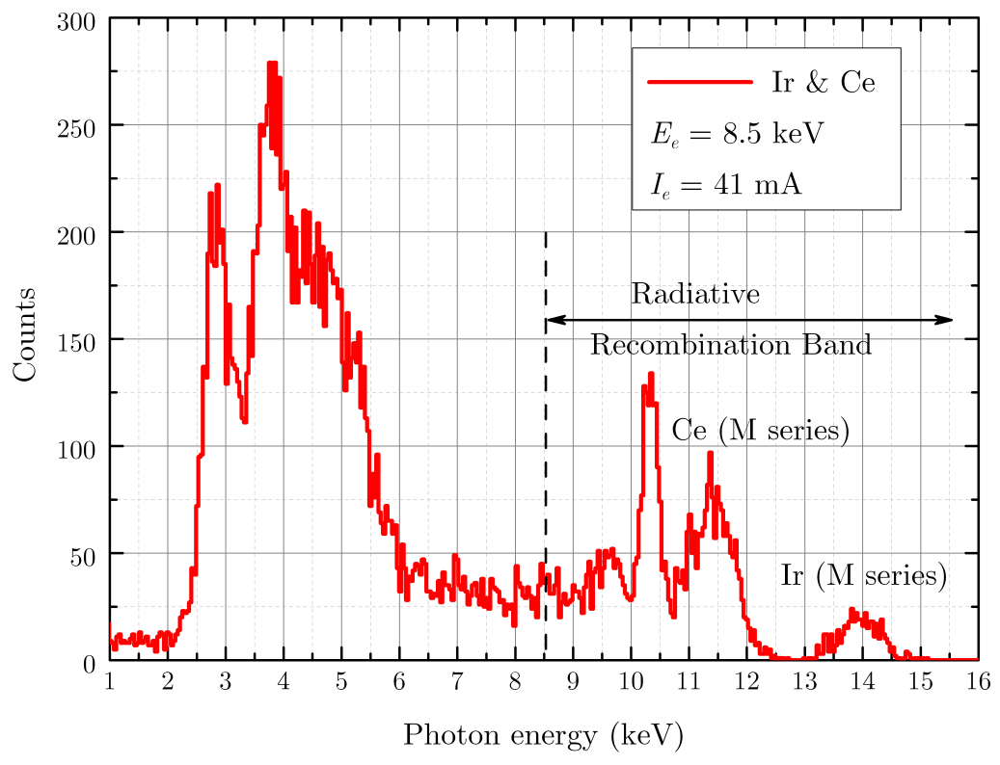 300
250
200
150
100
50
0
Counts
Ir & Ce
E_e = 8.5 keV
I_e = 41 mA
Radiative
Recombination Band
Ce (M series)
Ir (M series)
1 2 3 4 5 6 7 8 9 10 11 12 13 14 15 16
Photon energy (keV)